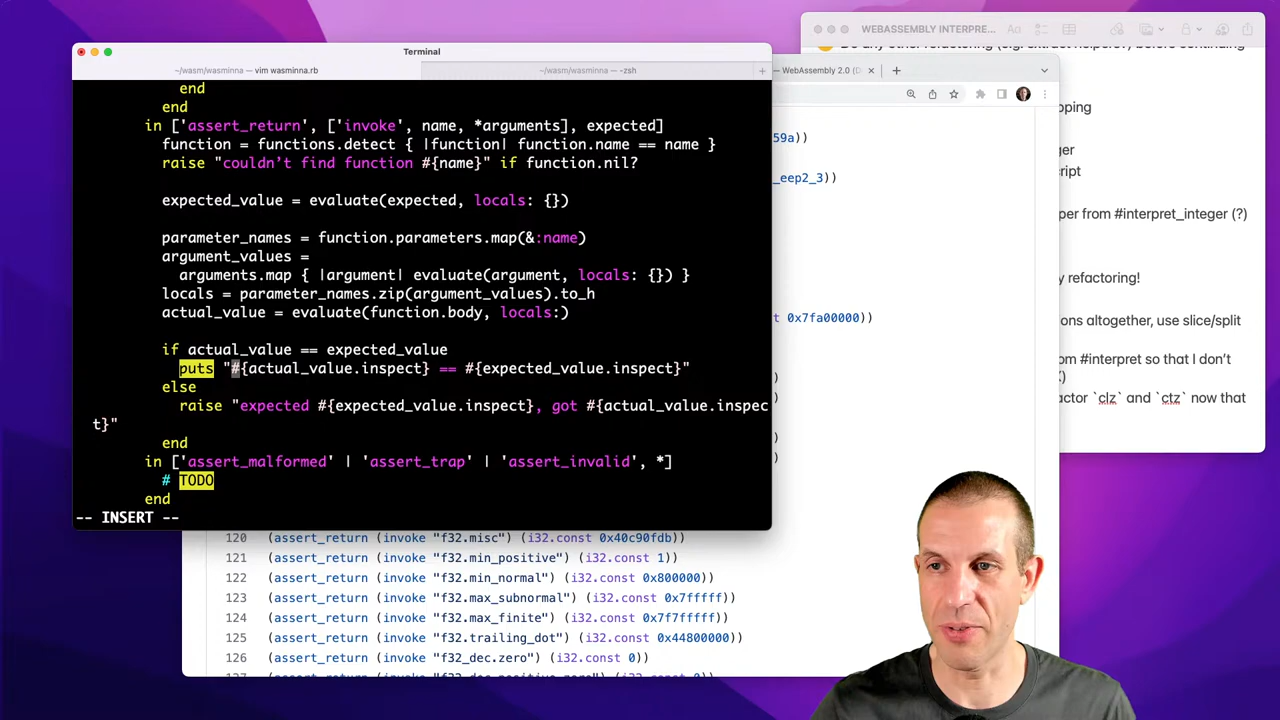 Terminal
~/wasm/wasminna — vim wasminna.rb
~/wasm/wasminna — -zsh
+
end
end
in ['assert_return', ['invoke', name, *arguments], expected]
function = functions.detect { |function| function.name == name }
raise "couldn't find function #{name}" if function.nil?
expected_value = evaluate(expected, locals: {})
parameter_names = function.parameters.map(&:name)
argument_values =
arguments.map { |argument| evaluate(argument, locals: {}) }
locals = parameter_names.zip(argument_values).to_h
actual_value = evaluate(function.body, locals:)
if actual_value == expected_value
puts "#{actual_value.inspect} == #{expected_value.inspect}"
else
raise "expected #{expected_value.inspect}, got #{actual_value.inspec
t}"
end
in ['assert_malformed' | 'assert_trap' | 'assert_invalid', *]
# TODO
end
-- INSERT --
WEBASSEMBLY INTERPRE...
Aa
before continuing
pping
ger
ript
per from #interpret_integer (?)
y refactoring!
ons altogether, use slice/split
om #interpret so that I don't
actor `clz` and `ctz` now that
— WebAssembly 2.0 (D
59a))
_eep2_3))
t 0x7fa00000))
120 (assert_return (invoke "f32.misc") (i32.const 0x40c90fdb))
121 (assert_return (invoke "f32.min_positive") (i32.const 1))
122 (assert_return (invoke "f32.min_normal") (i32.const 0x800000))
123 (assert_return (invoke "f32.max_subnormal") (i32.const 0x7fffff))
124 (assert_return (invoke "f32.max_finite") (i32.const 0x7f7fffff))
125 (assert_return (invoke "f32.trailing_dot") (i32.const 0x44800000))
126 (assert_return (invoke "f32_dec.zero") (i32.const 0))